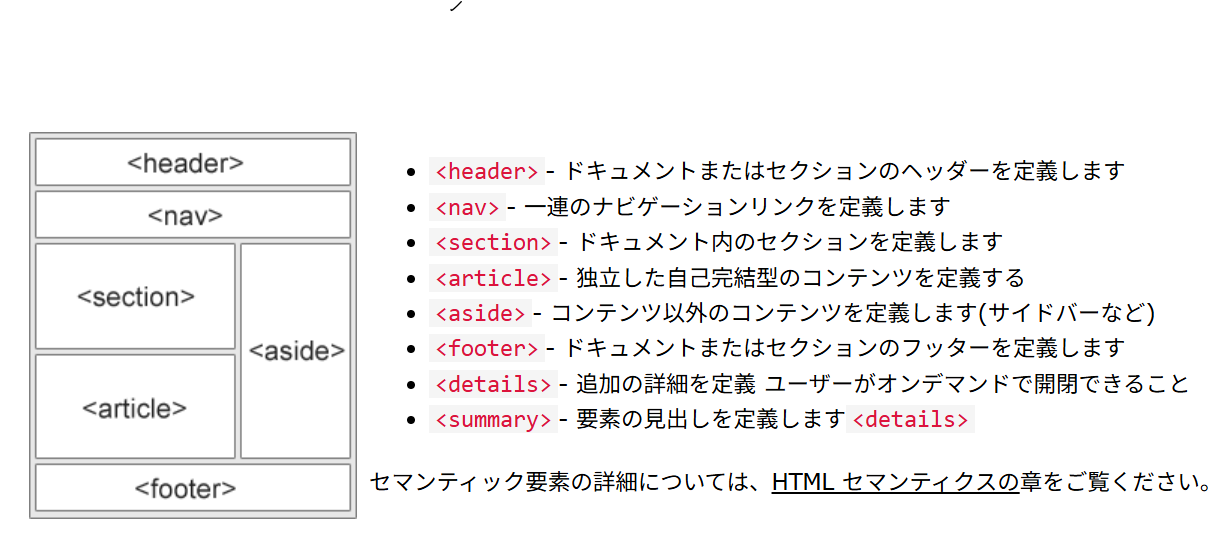 <header>
<nav>
<section>
<aside>
<article>
<footer>
<header> - ドキュメントまたはセクションのヘッダーを定義します
<nav> - 一連のナビゲーションリンクを定義します
<section> - ドキュメント内のセクションを定義します
<article> - 独立した自己完結型のコンテンツを定義する
<aside> - コンテンツ以外のコンテンツを定義します(サイドバーなど)
<footer> - ドキュメントまたはセクションのフッターを定義します
<details> - 追加の詳細を定義 ユーザーがオンデマンドで開閉できること
<summary> - 要素の見出しを定義します <details>
セマンティック要素の詳細については、HTML セマンティクスの章をご覧ください。